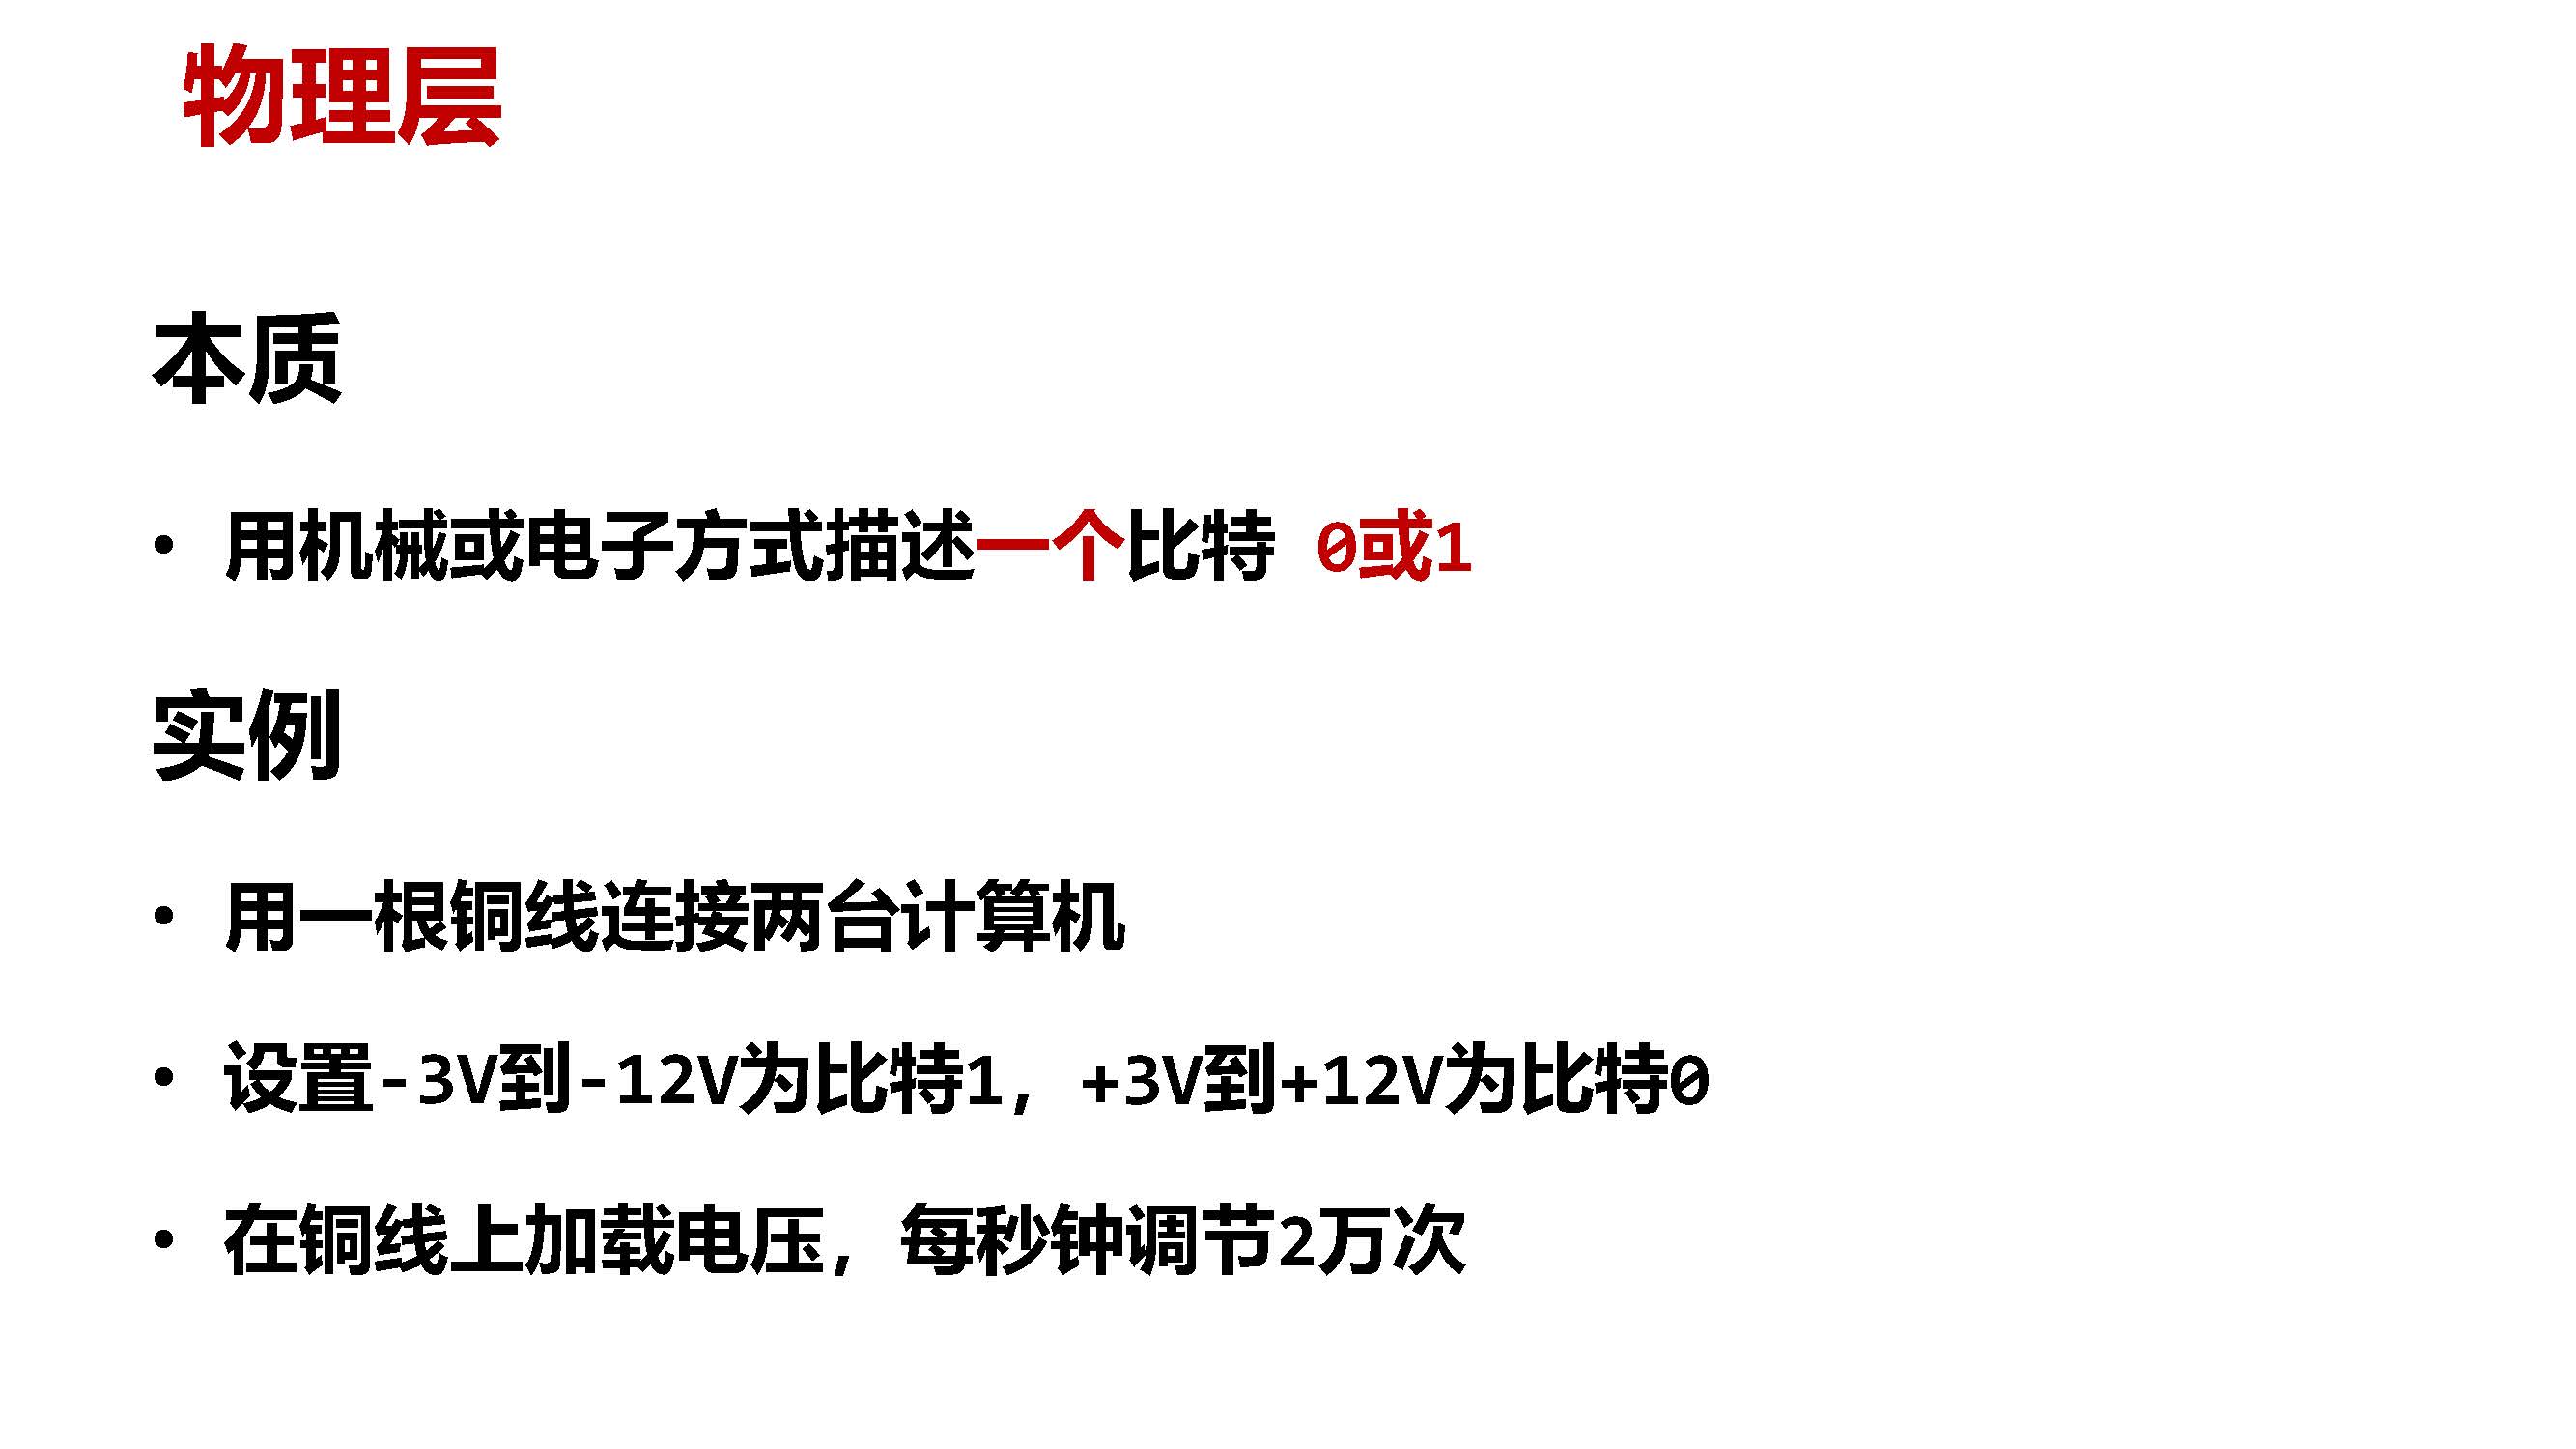 物理层
本质
• 用机械或电子方式描述一个比特 0或1
实例
• 用一根铜线连接两台计算机
• 设置-3V到-12V为比特1，+3V到+12V为比特0
• 在铜线上加载电压，每秒钟调节2万次